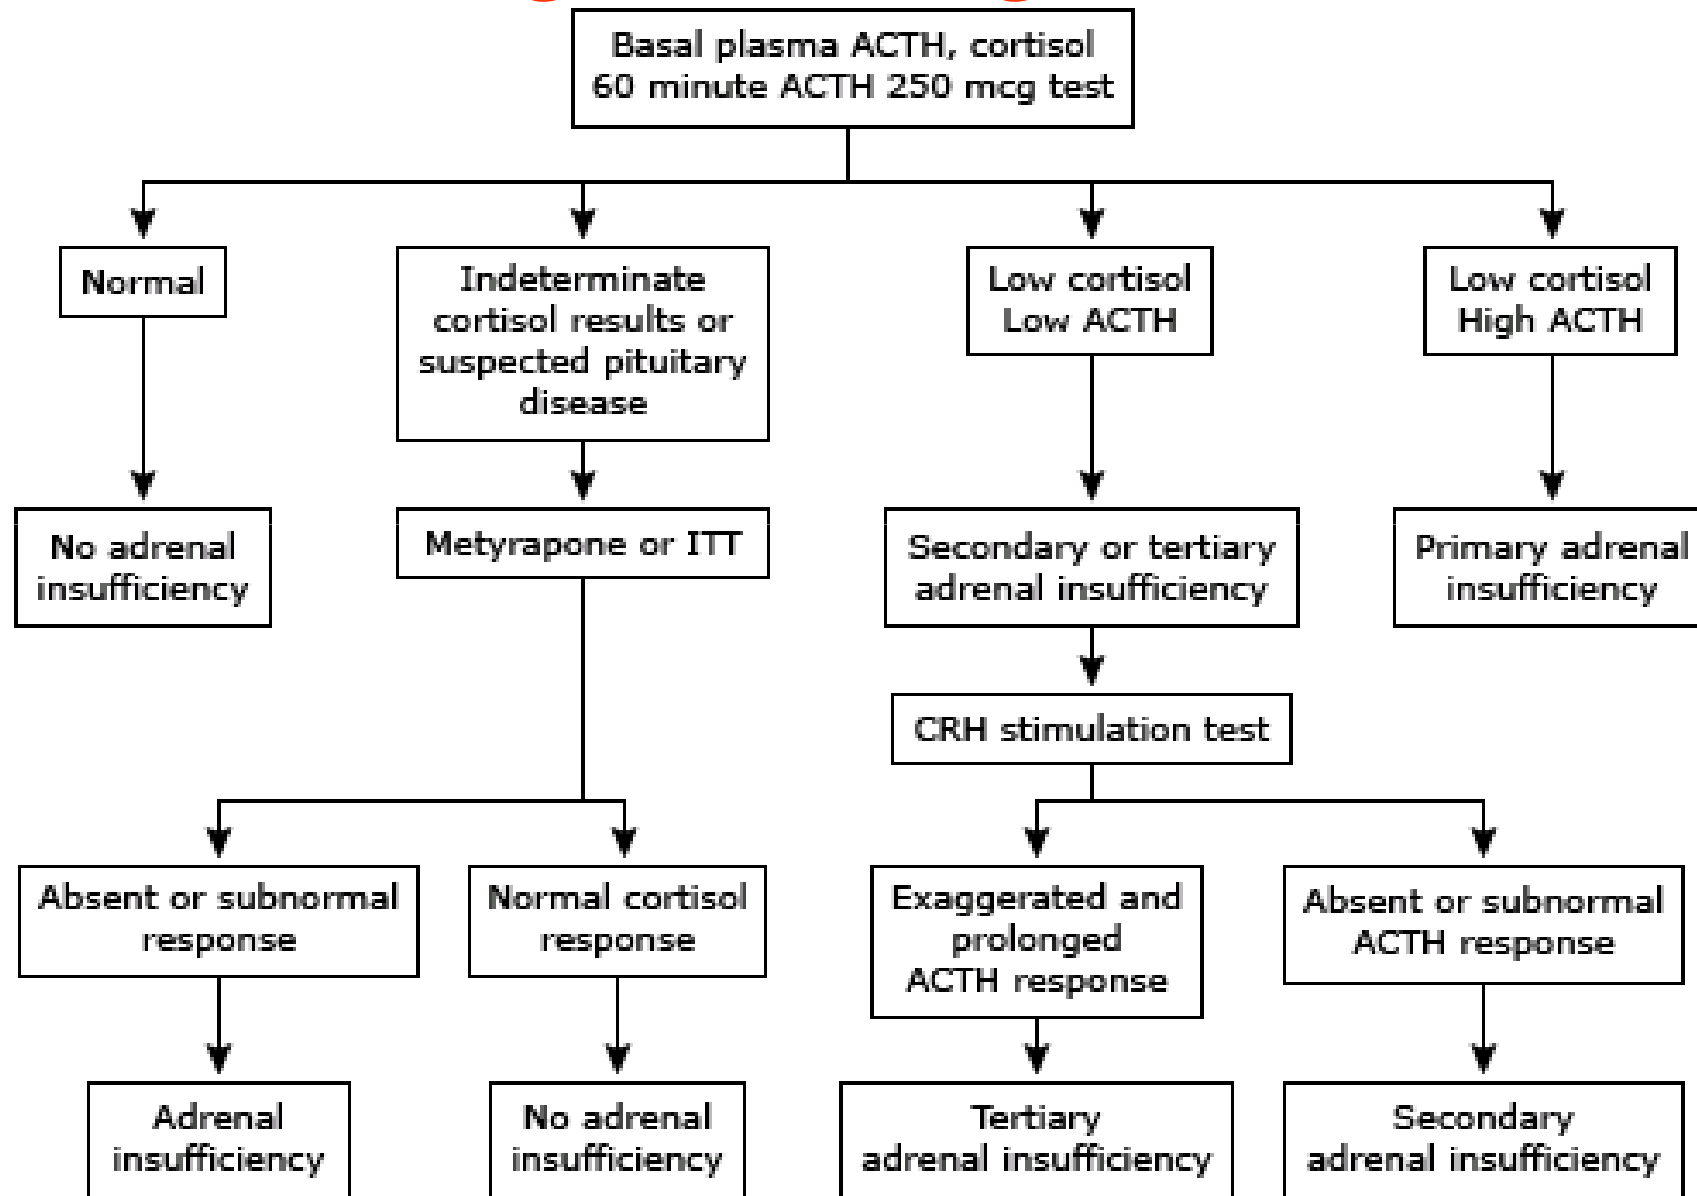 Basal plasma ACTH, cortisol
60 minute ACTH 250 mcg test
Normal
Indeterminate
cortisol results or
suspected pituitary
disease
Low cortisol
Low ACTH
Low cortisol
High ACTH
No adrenal
insufficiency
Metyrapone or ITT
Secondary or tertiary
adrenal insufficiency
Primary adrenal
insufficiency
CRH stimulation test
Absent or subnormal
response
Normal cortisol
response
Exaggerated and
prolonged
ACTH response
Absent or subnormal
ACTH response
Adrenal
insufficiency
No adrenal
insufficiency
Tertiary
adrenal insufficiency
Secondary
adrenal insufficiency